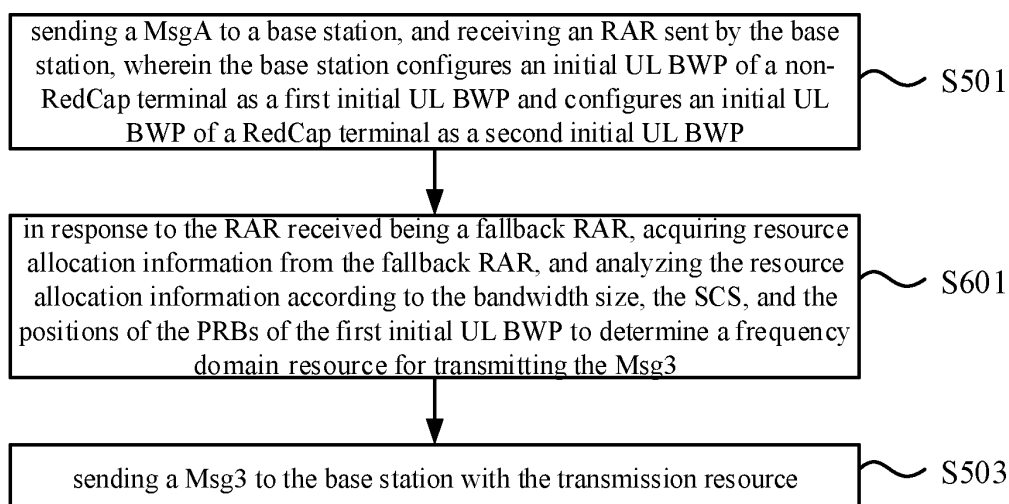 sending a MsgA to a base station, and receiving an RAR sent by the base
station, wherein the base station configures an initial UL BWP of a non-
RedCap terminal as a first initial UL BWP and configures an initial UL
BWP of a RedCap terminal as a second initial UL BWP
S501
in response to the RAR received being a fallback RAR, acquiring resource
allocation information from the fallback RAR, and analyzing the resource
allocation information according to the bandwidth size, the SCS, and the
positions of the PRBs of the first initial UL BWP to determine a frequency
domain resource for transmitting the Msg3
S601
sending a Msg3 to the base station with the transmission resource
S503